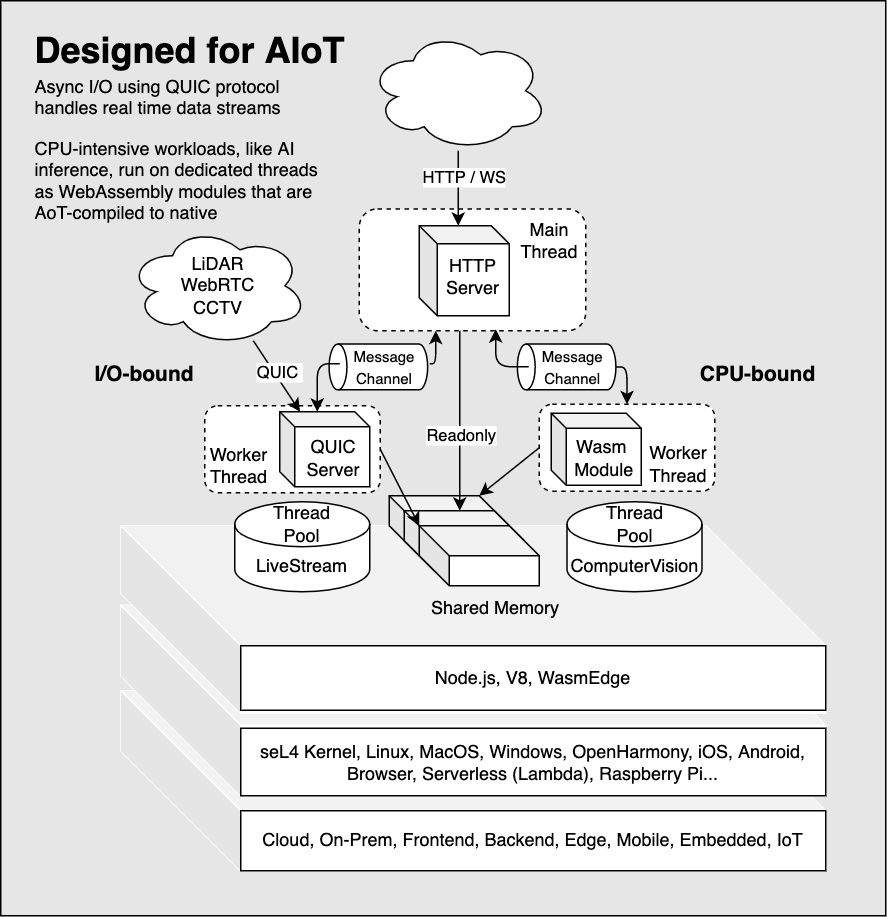 Designed for AIoT
Async I/O using QUIC protocol
handles real time data streams
CPU-intensive workloads, like AI
inference, run on dedicated threads
as WebAssembly modules that are
AoT-compiled to native
HTTP / WS
Main
Thread
HTTP
Server
LiDAR
WebRTC
CCTV
I/O-bound
QUIC
Message
Channel
Message
Channel
CPU-bound
Readonly
Worker
Thread
QUIC
Server
Wasm
Module
Worker
Thread
Thread
Pool
LiveStream
Thread
Pool
ComputerVision
Shared Memory
Node.js, V8, WasmEdge
seL4 Kernel, Linux, MacOS, Windows, OpenHarmony, iOS, Android,
Browser, Serverless (Lambda), Raspberry Pi...
Cloud, On-Prem, Frontend, Backend, Edge, Mobile, Embedded, IoT